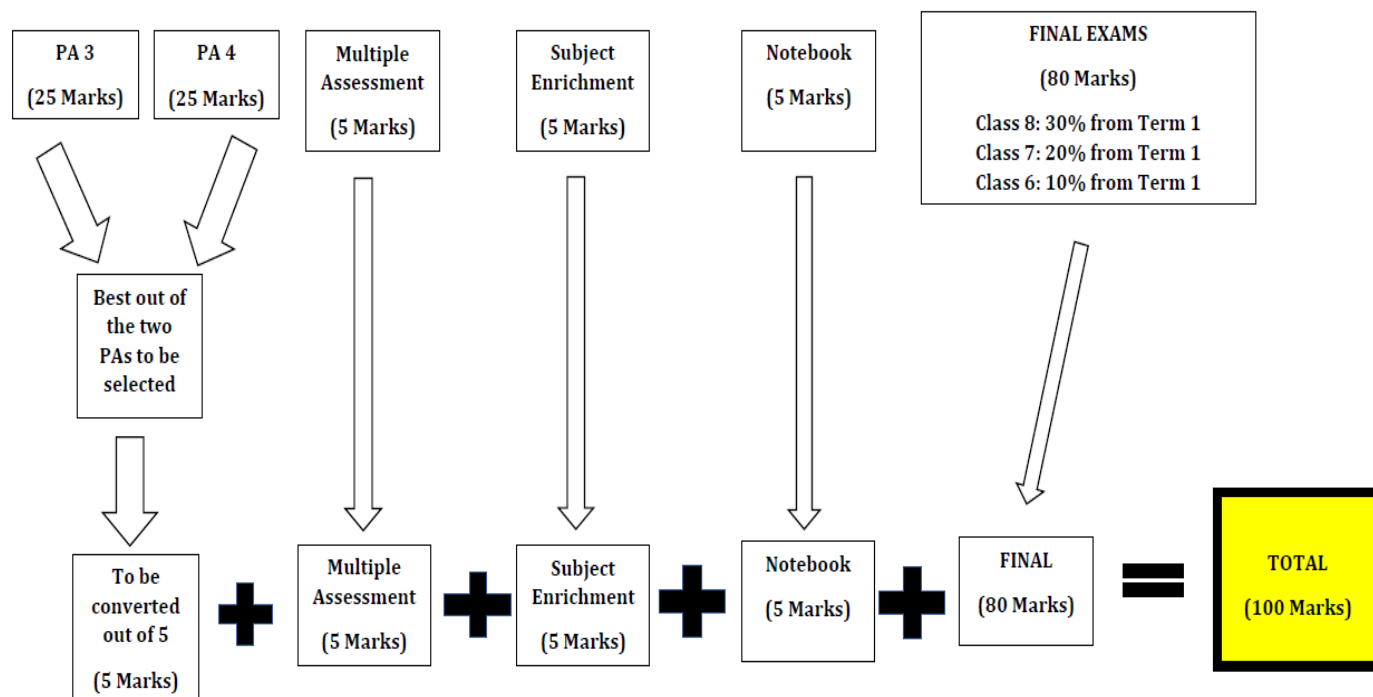 PA 3
(25 Marks)
PA 4
(25 Marks)
Multiple
Assessment
(5 Marks)
Subject
Enrichment
(5 Marks)
Notebook
(5 Marks)
FINAL EXAMS
(80 Marks)
Class 8: 30% from Term 1
Class 7: 20% from Term 1
Class 6: 10% from Term 1
Best out of
the two
PAs to be
selected
To be
converted
out of 5
(5 Marks)
Multiple
Assessment
(5 Marks)
Subject
Enrichment
(5 Marks)
Notebook
(5 Marks)
FINAL
(80 Marks)
TOTAL
(100 Marks)